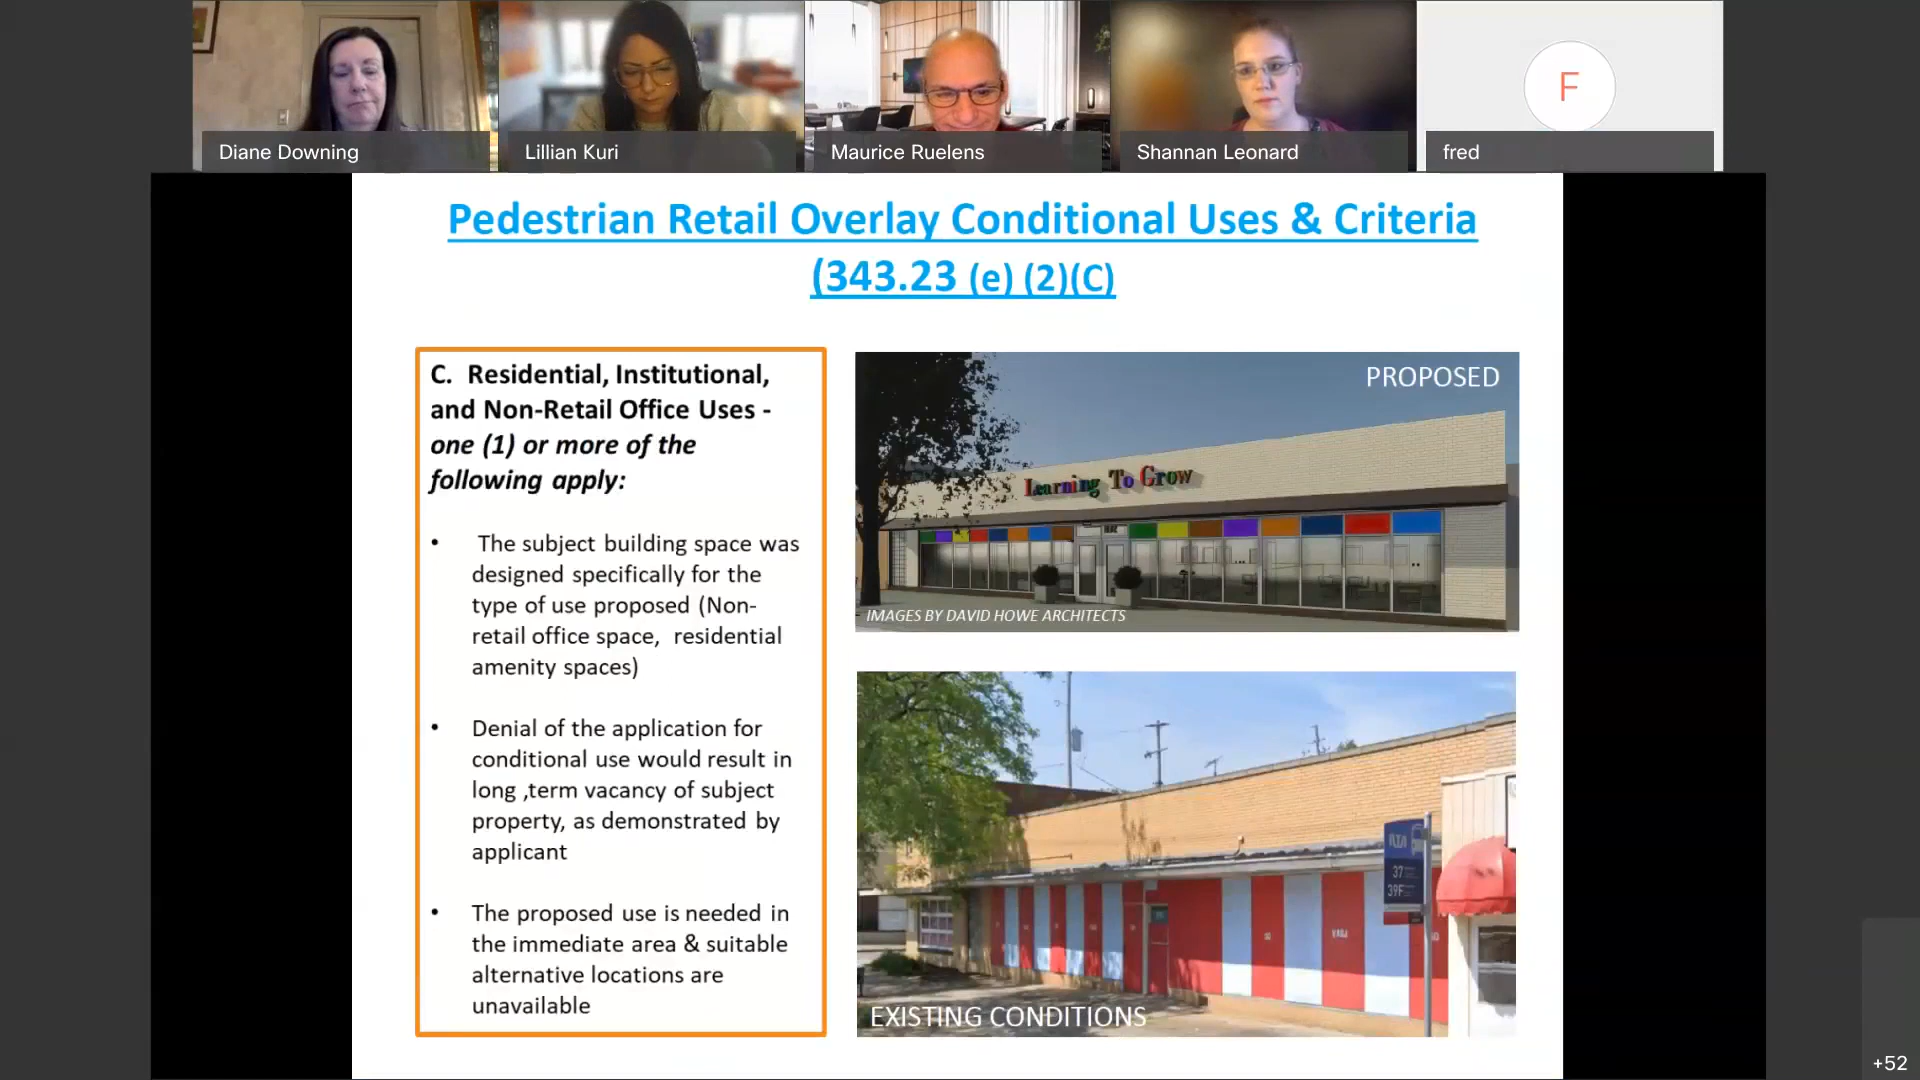 Diane Downing
Lillian Kuri
Maurice Ruelens
Shannan Leonard
F
fred
Pedestrian Retail Overlay Conditional Uses & Criteria
(343.23 (e) (2)(C)
C. Residential, Institutional,
and Non-Retail Office Uses -
one (1) or more of the
following apply:
• The subject building space was
designed specifically for the
type of use proposed (Non-
retail office space, residential
amenity spaces)
• Denial of the application for
conditional use would result in
long ,term vacancy of subject
property, as demonstrated by
applicant
• The proposed use is needed in
the immediate area & suitable
alternative locations are
unavailable
PROPOSED
Learning To Grow
IMAGES BY DAVID HOWE ARCHITECTS
37
39F
EXISTING CONDITIONS
+52